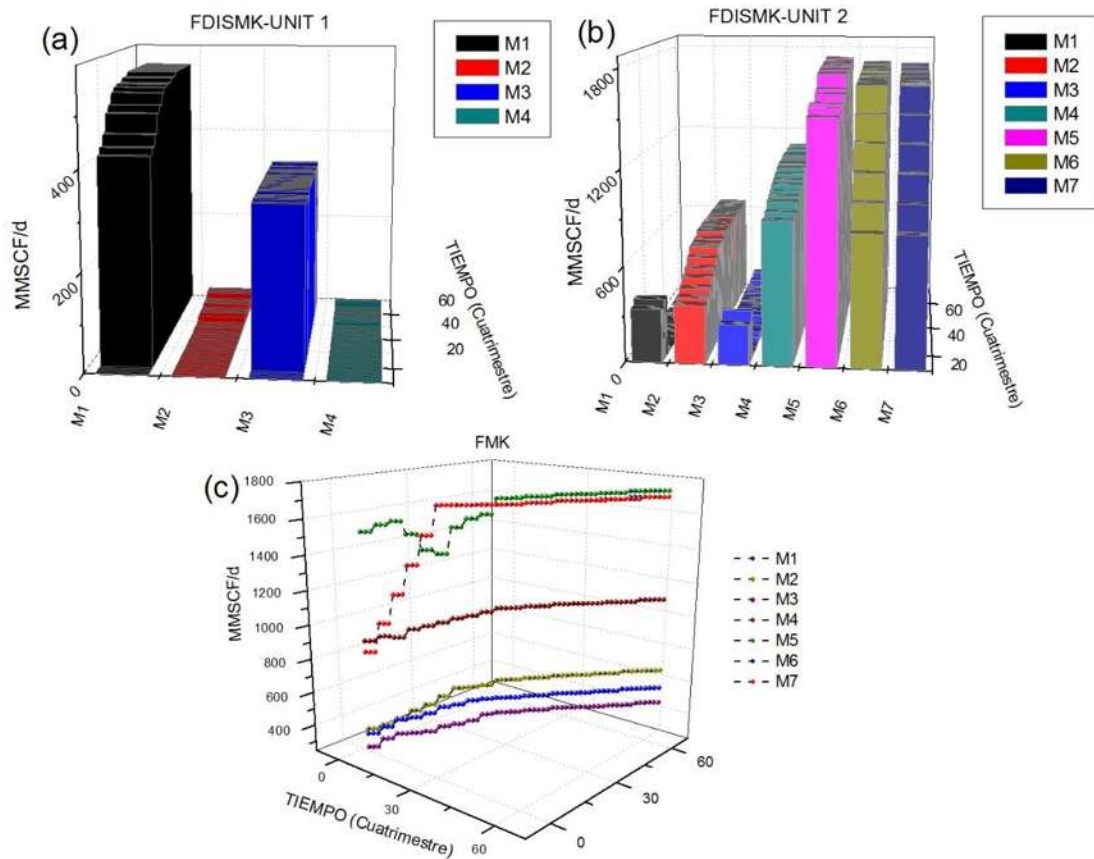 (a)
FDISMK-UNIT 1
M1
M2
M3
M4
MMSCF/d
400
200
0
M1
M2
M3
M4
60
40
20
TIEMPO (Cuatrimestre)
(b)
FDISMK-UNIT 2
M1
M2
M3
M4
M5
M6
M7
MMSCF/d
1800
1200
600
0
M1
M2
M3
M4
M5
M6
M7
60
40
20
TIEMPO (Cuatrimestre)
(c)
FMK
MMSCF/d
1800
1600
1400
1200
1000
800
600
400
0
30
60
TIEMPO (Cuatrimestre)
0
30
60
M1
M2
M3
M4
M5
M6
M7